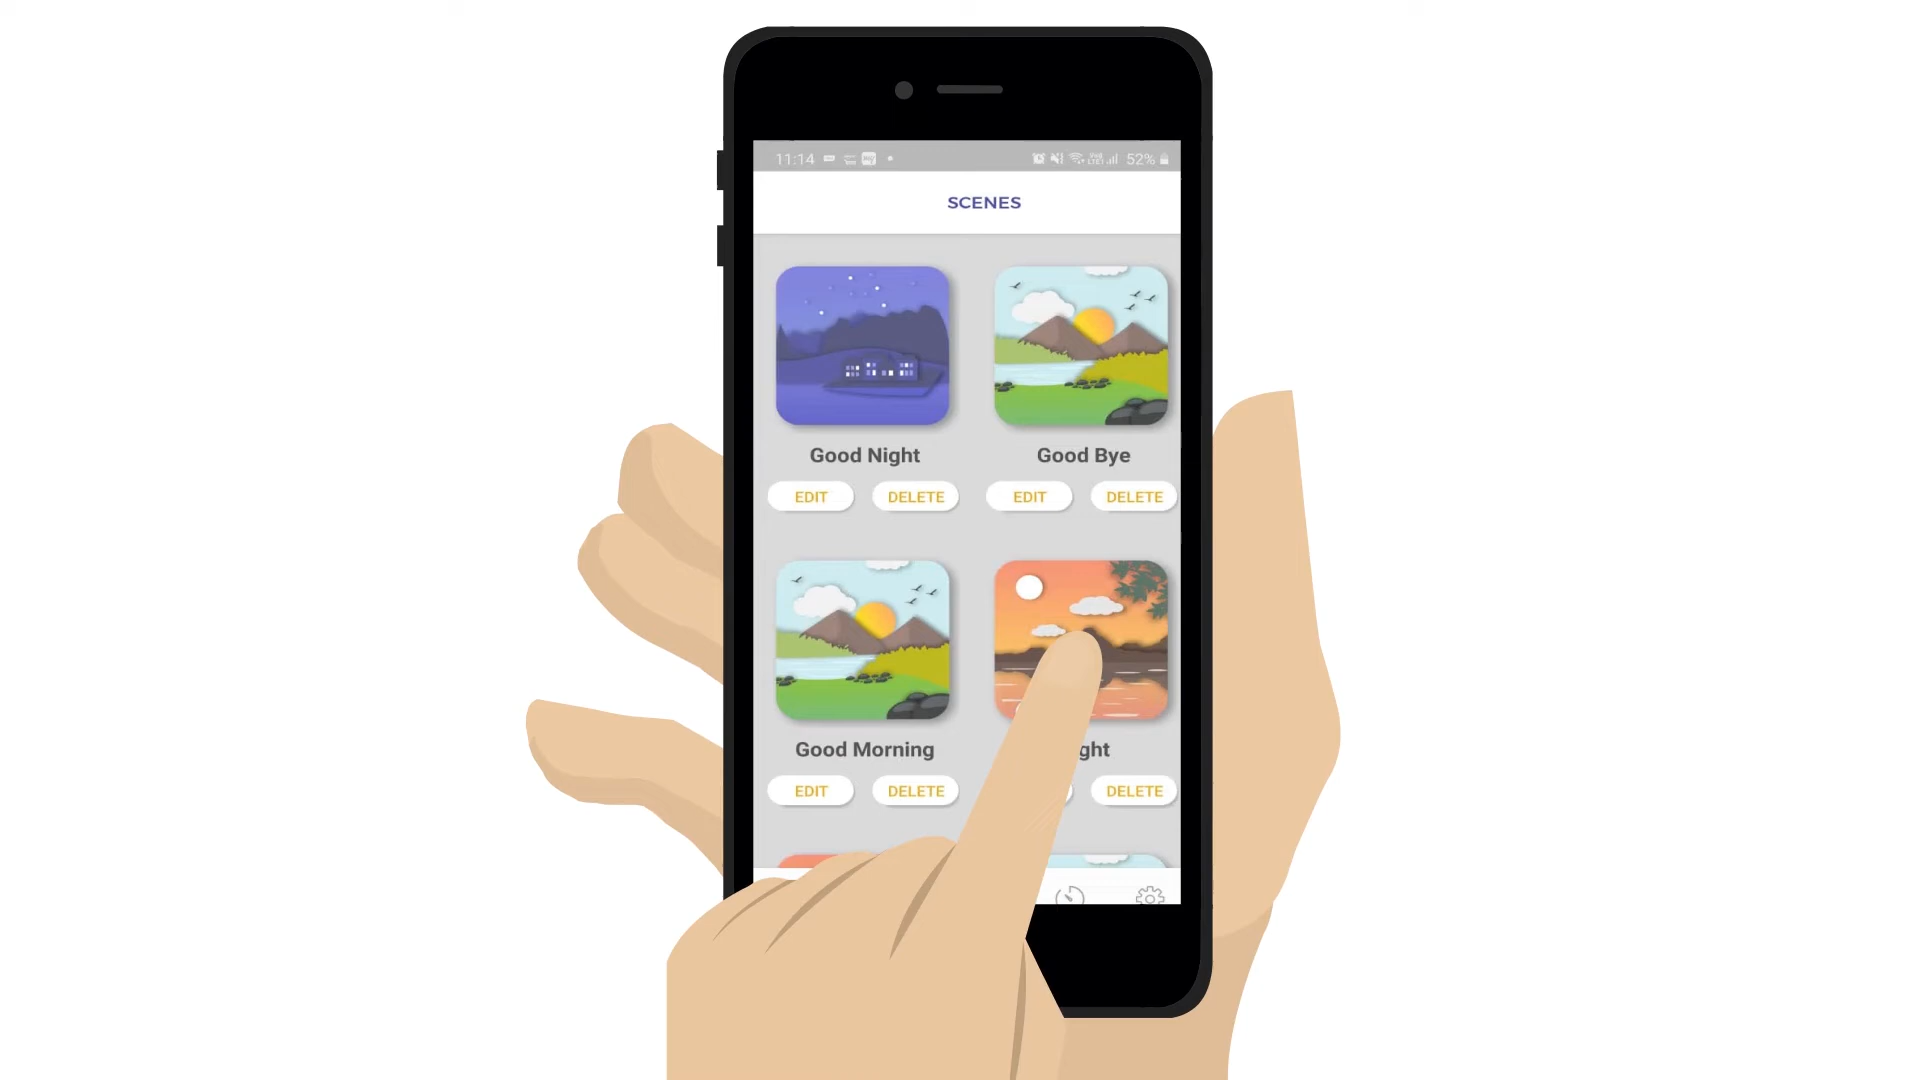 11:14 52%
SCENES
Good Night Good Bye
EDIT DELETE EDIT DELETE
Good Morning ght
EDIT DELETE DELETE